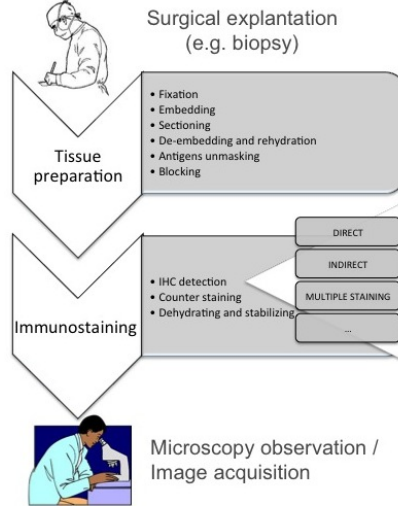 Surgical explantation
(e.g. biopsy)
Tissue
preparation
• Fixation
• Embedding
• Sectioning
• De-embedding and rehydration
• Antigens unmasking
• Blocking
Immunostaining
• IHC detection
• Counter staining
• Dehydrating and stabilizing
DIRECT
INDIRECT
MULTIPLE STAINING
...
Microscopy observation /
Image acquisition